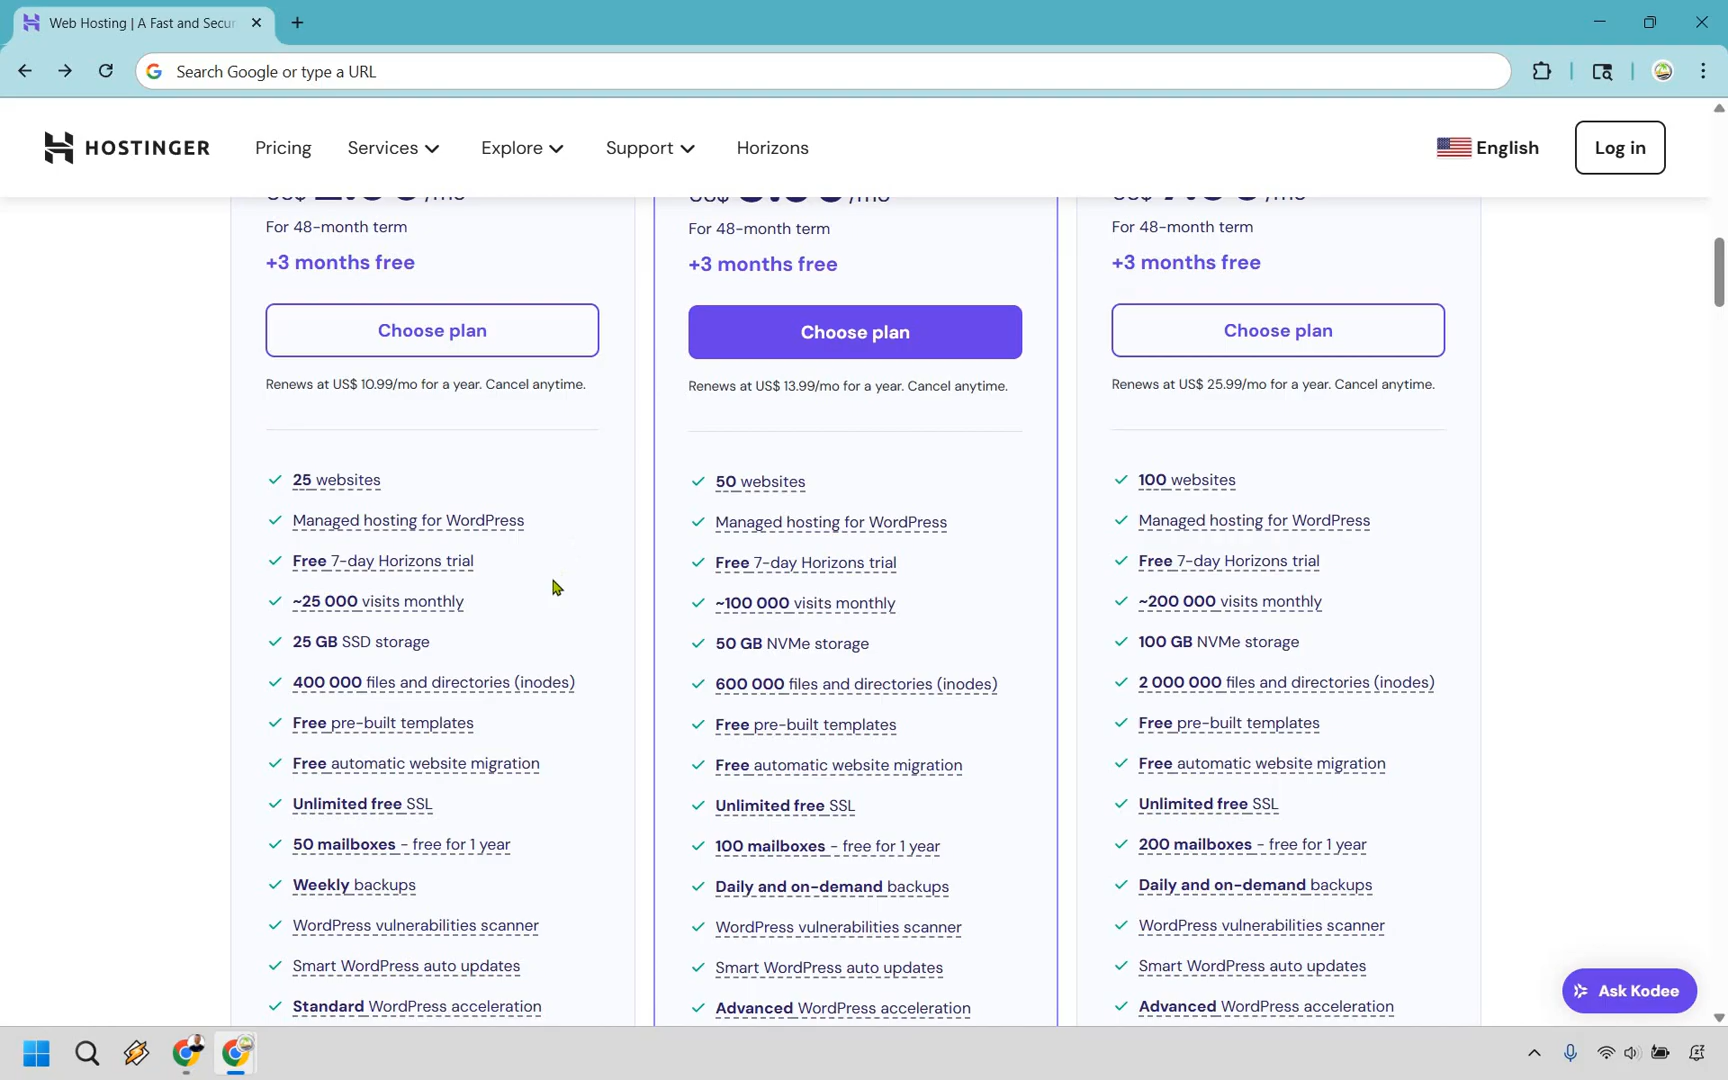 Web Hosting | A Fast and Secu
Search Google or type a URL
HOSTINGER
Pricing
Services
Explore
Support
Horizons
English
Log in
US$ /mo
For 48-month term
+3 months free
Choose plan
Renews at US$ 10.99/mo for a year. Cancel anytime.
25 websites
Managed hosting for WordPress
Free 7-day Horizons trial
~25 000 visits monthly
25 GB SSD storage
400 000 files and directories (inodes)
Free pre-built templates
Free automatic website migration
Unlimited free SSL
50 mailboxes - free for 1 year
Weekly backups
WordPress vulnerabilities scanner
Smart WordPress auto updates
Standard WordPress acceleration
US$ /mo
For 48-month term
+3 months free
Choose plan
Renews at US$ 13.99/mo for a year. Cancel anytime.
50 websites
Managed hosting for WordPress
Free 7-day Horizons trial
~100 000 visits monthly
50 GB NVMe storage
600 000 files and directories (inodes)
Free pre-built templates
Free automatic website migration
Unlimited free SSL
100 mailboxes - free for 1 year
Daily and on-demand backups
WordPress vulnerabilities scanner
Smart WordPress auto updates
Advanced WordPress acceleration
US$ /mo
For 48-month term
+3 months free
Choose plan
Renews at US$ 25.99/mo for a year. Cancel anytime.
100 websites
Managed hosting for WordPress
Free 7-day Horizons trial
~200 000 visits monthly
100 GB NVMe storage
2 000 000 files and directories (inodes)
Free pre-built templates
Free automatic website migration
Unlimited free SSL
200 mailboxes - free for 1 year
Daily and on-demand backups
WordPress vulnerabilities scanner
Smart WordPress auto updates
Advanced WordPress acceleration
Ask Kodee